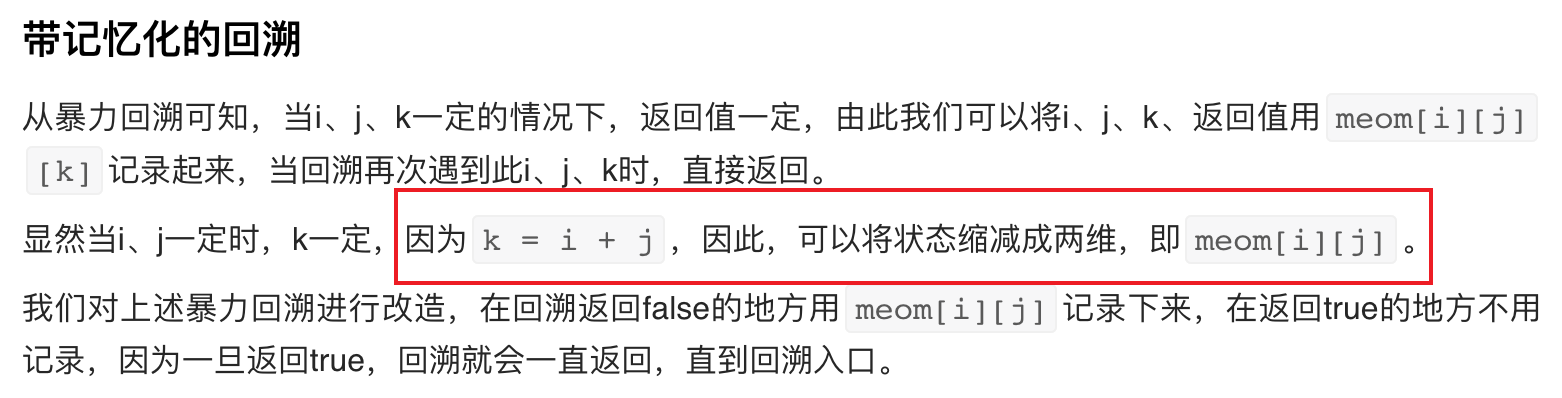 带记忆化的回溯
从暴力回溯可知，当i、j、k一定的情况下，返回值一定，由此我们可以将i、j、k、返回值用 meom[i][j]
[k] 记录起来，当回溯再次遇到此i、j、k时，直接返回。
显然当i、j一定时，k一定，因为 k = i + j ，因此，可以将状态缩减成两维，即 meom[i][j] 。
我们对上述暴力回溯进行改造，在回溯返回false的地方用 meom[i][j] 记录下来，在返回true的地方不用
记录，因为一旦返回true，回溯就会一直返回，直到回溯入口。